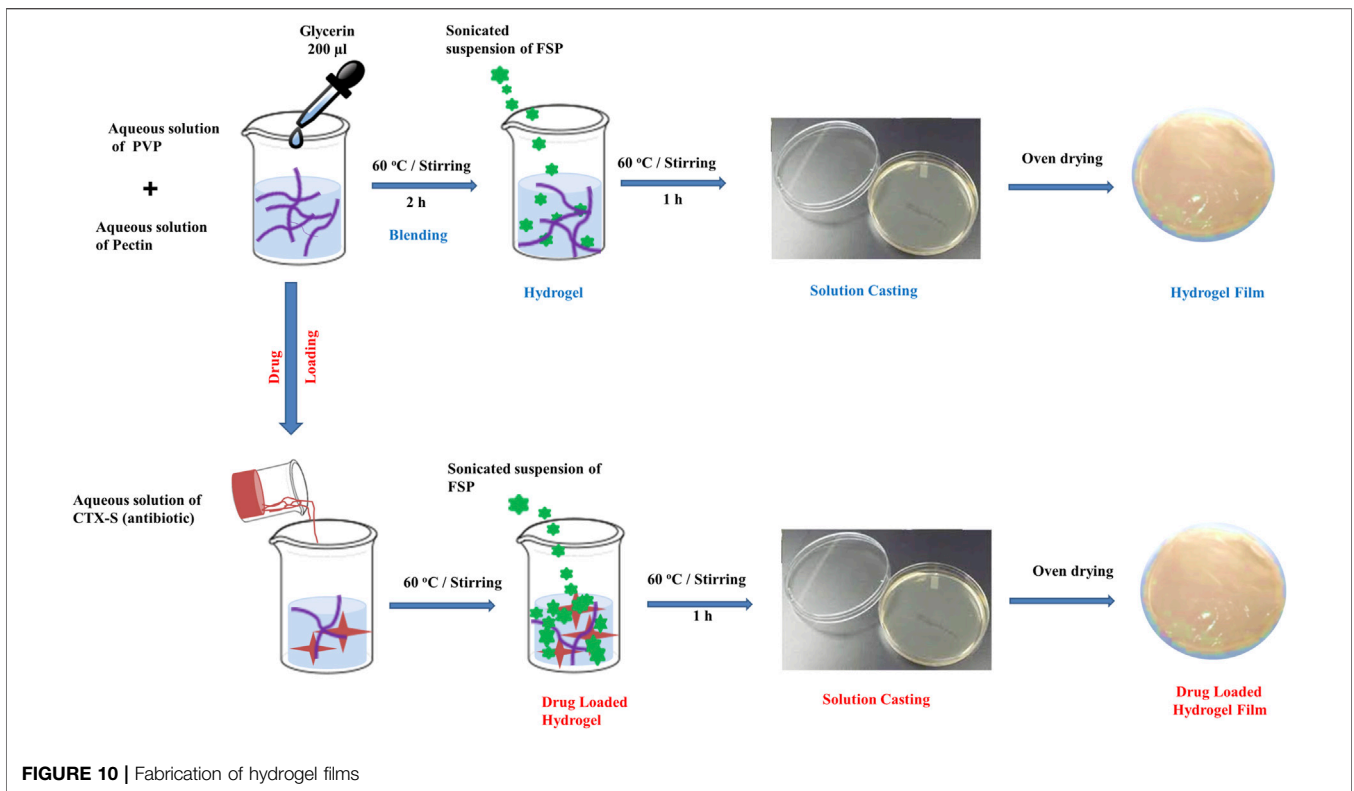 Glycerin
200 µl
Sonicated
suspension of FSP
Aqueous solution
of PVP
+
Aqueous solution
of Pectin
60 °C / Stirring
2 h
Blending
60 °C / Stirring
1 h
Oven drying
Hydrogel
Solution Casting
Hydrogel Film
Drug
Loading
Aqueous solution of
CTX-S (antibiotic)
Sonicated suspension of
FSP
60 °C / Stirring
60 °C / Stirring
1 h
Oven drying
Drug Loaded
Hydrogel
Solution Casting
Drug Loaded
Hydrogel Film
FIGURE 10 | Fabrication of hydrogel films